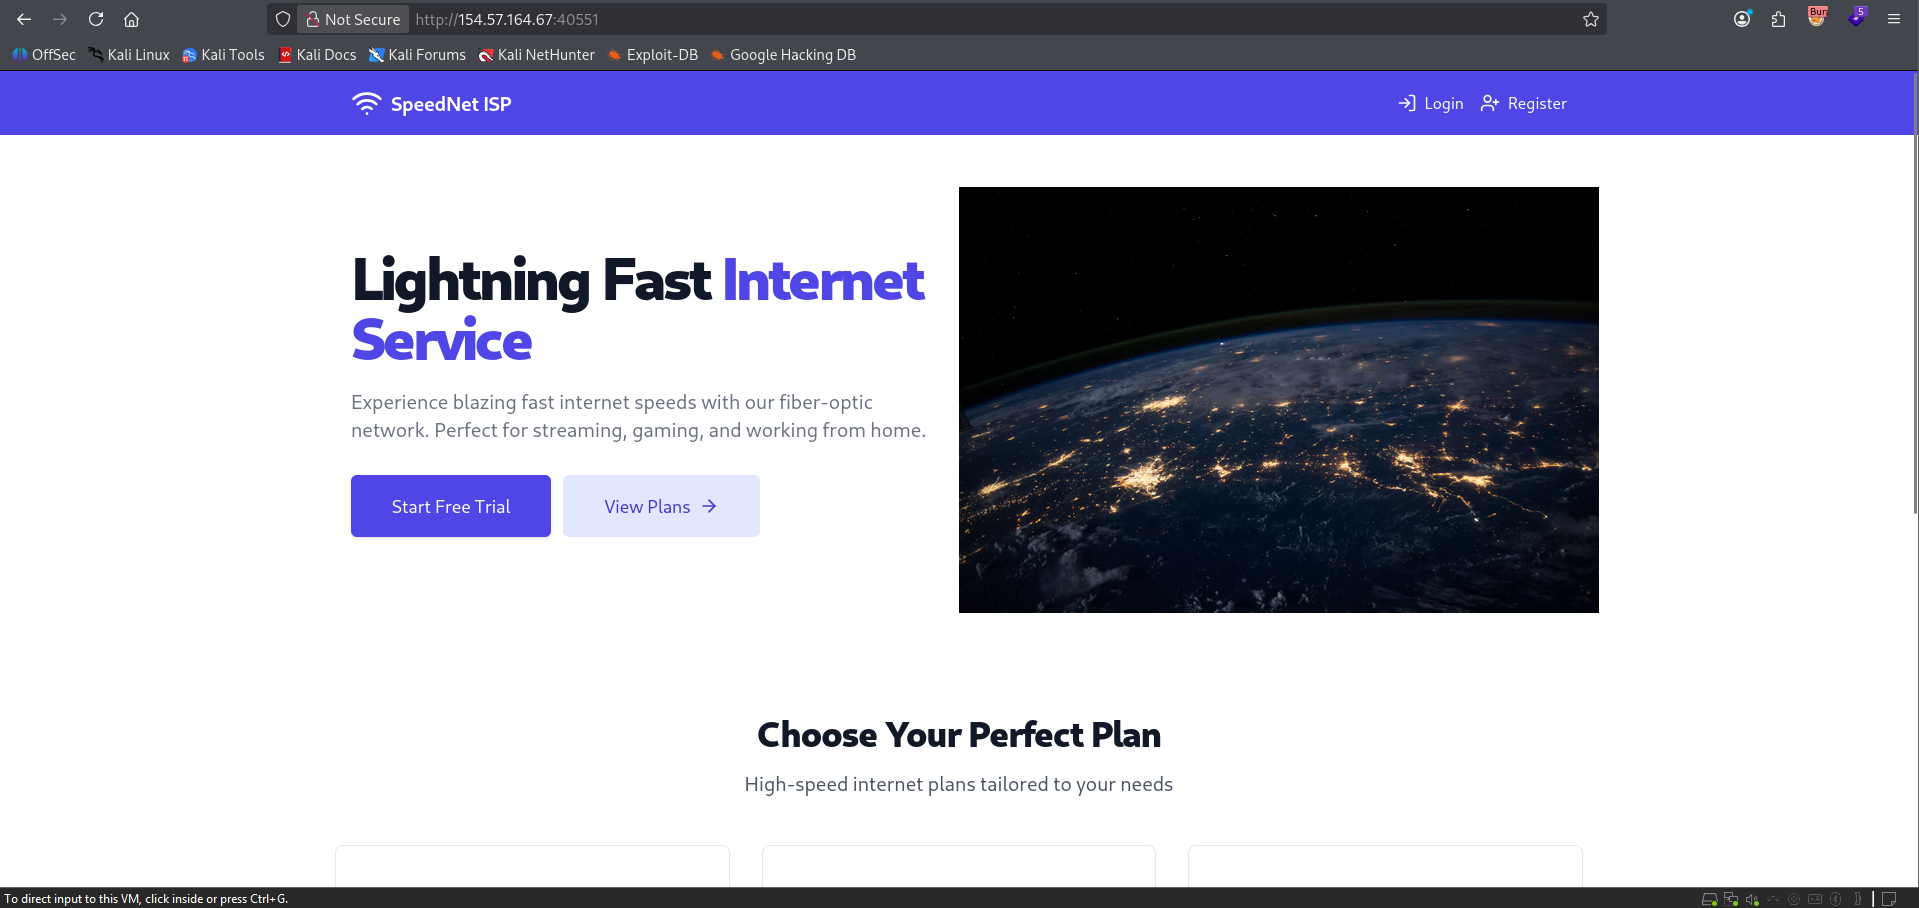 Not Secure http://154.57.164.67:40551
5
OffSec Kali Linux Kali Tools Kali Docs Kali Forums Kali NetHunter Exploit-DB Google Hacking DB
SpeedNet ISP Login Register
Lightning Fast Internet
Service
Experience blazing fast internet speeds with our fiber-optic
network. Perfect for streaming, gaming, and working from home.
Start Free Trial View Plans →
Choose Your Perfect Plan
High-speed internet plans tailored to your needs
To direct input to this VM, click inside or press Ctrl+G.